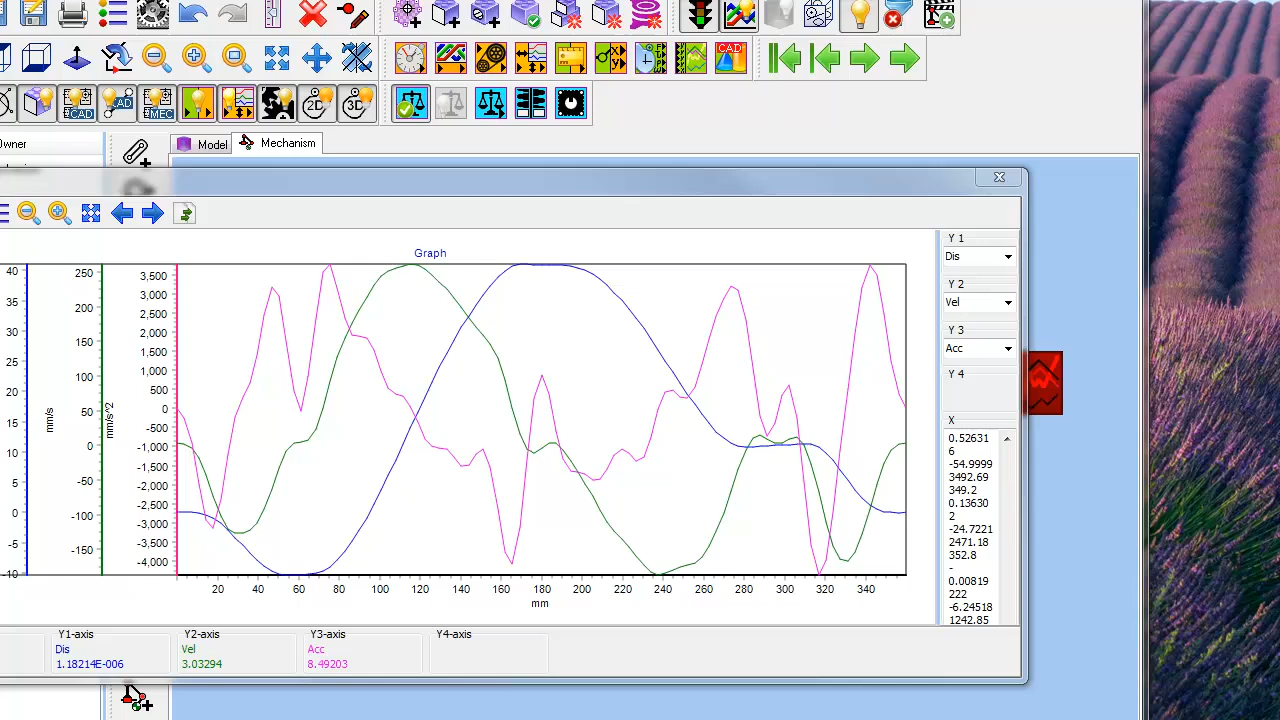 CAD
CAD
CAD
MEC
2D
3D
Owner
Model
Mechanism
Graph
Y 1
Dis
Y 2
Vel
Y 3
Acc
Y 4
X
0.52631
6
-54.9999
3492.69
349.2
0.13630
2
-24.7221
2471.18
352.8
-
0.00819
222
-6.24518
1242.85
40
35
30
25
20
15
10
5
0
-5
-10
mm/s
250
200
150
100
50
0
-50
-100
-150
mm/s^2
3,500
3,000
2,500
2,000
1,500
1,000
500
0
-500
-1,000
-1,500
-2,000
-2,500
-3,000
-3,500
-4,000
20 40 60 80 100 120 140 160 180 200 220 240 260 280 300 320 340
mm
Y1-axis Y2-axis Y3-axis Y4-axis
Dis Vel Acc
1.18214E-006 3.03294 8.49203